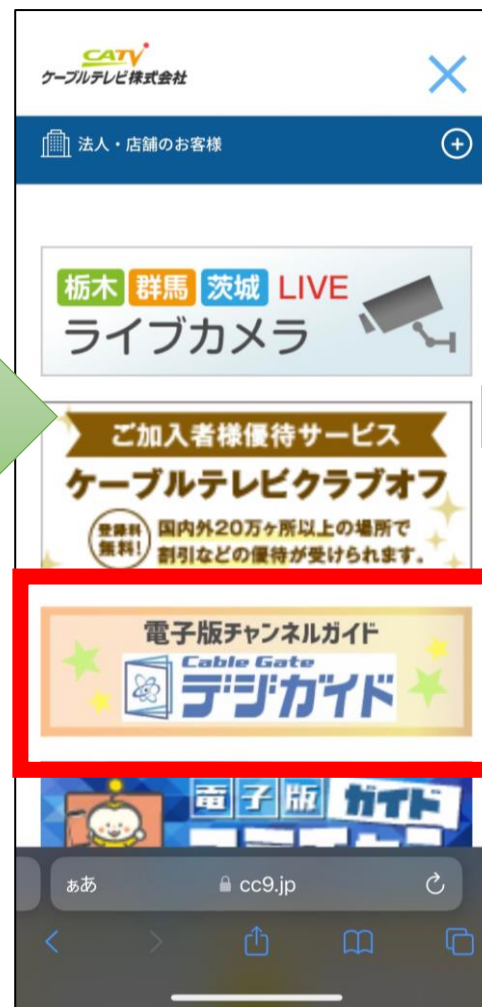 CATV
ケーブルテレビ株式会社
法人・店舗のお客様
栃木 群馬 茨城 LIVE
ライブカメラ
ご加入者様優待サービス
ケーブルテレビクラブオフ
登録料
無料!
国内外20万ヶ所以上の場所で
割引などの優待が受けられます。
電子版チャンネルガイド
Cable Gate
デジガイド
電子版 ガイド
ぁあ
cc9.jp